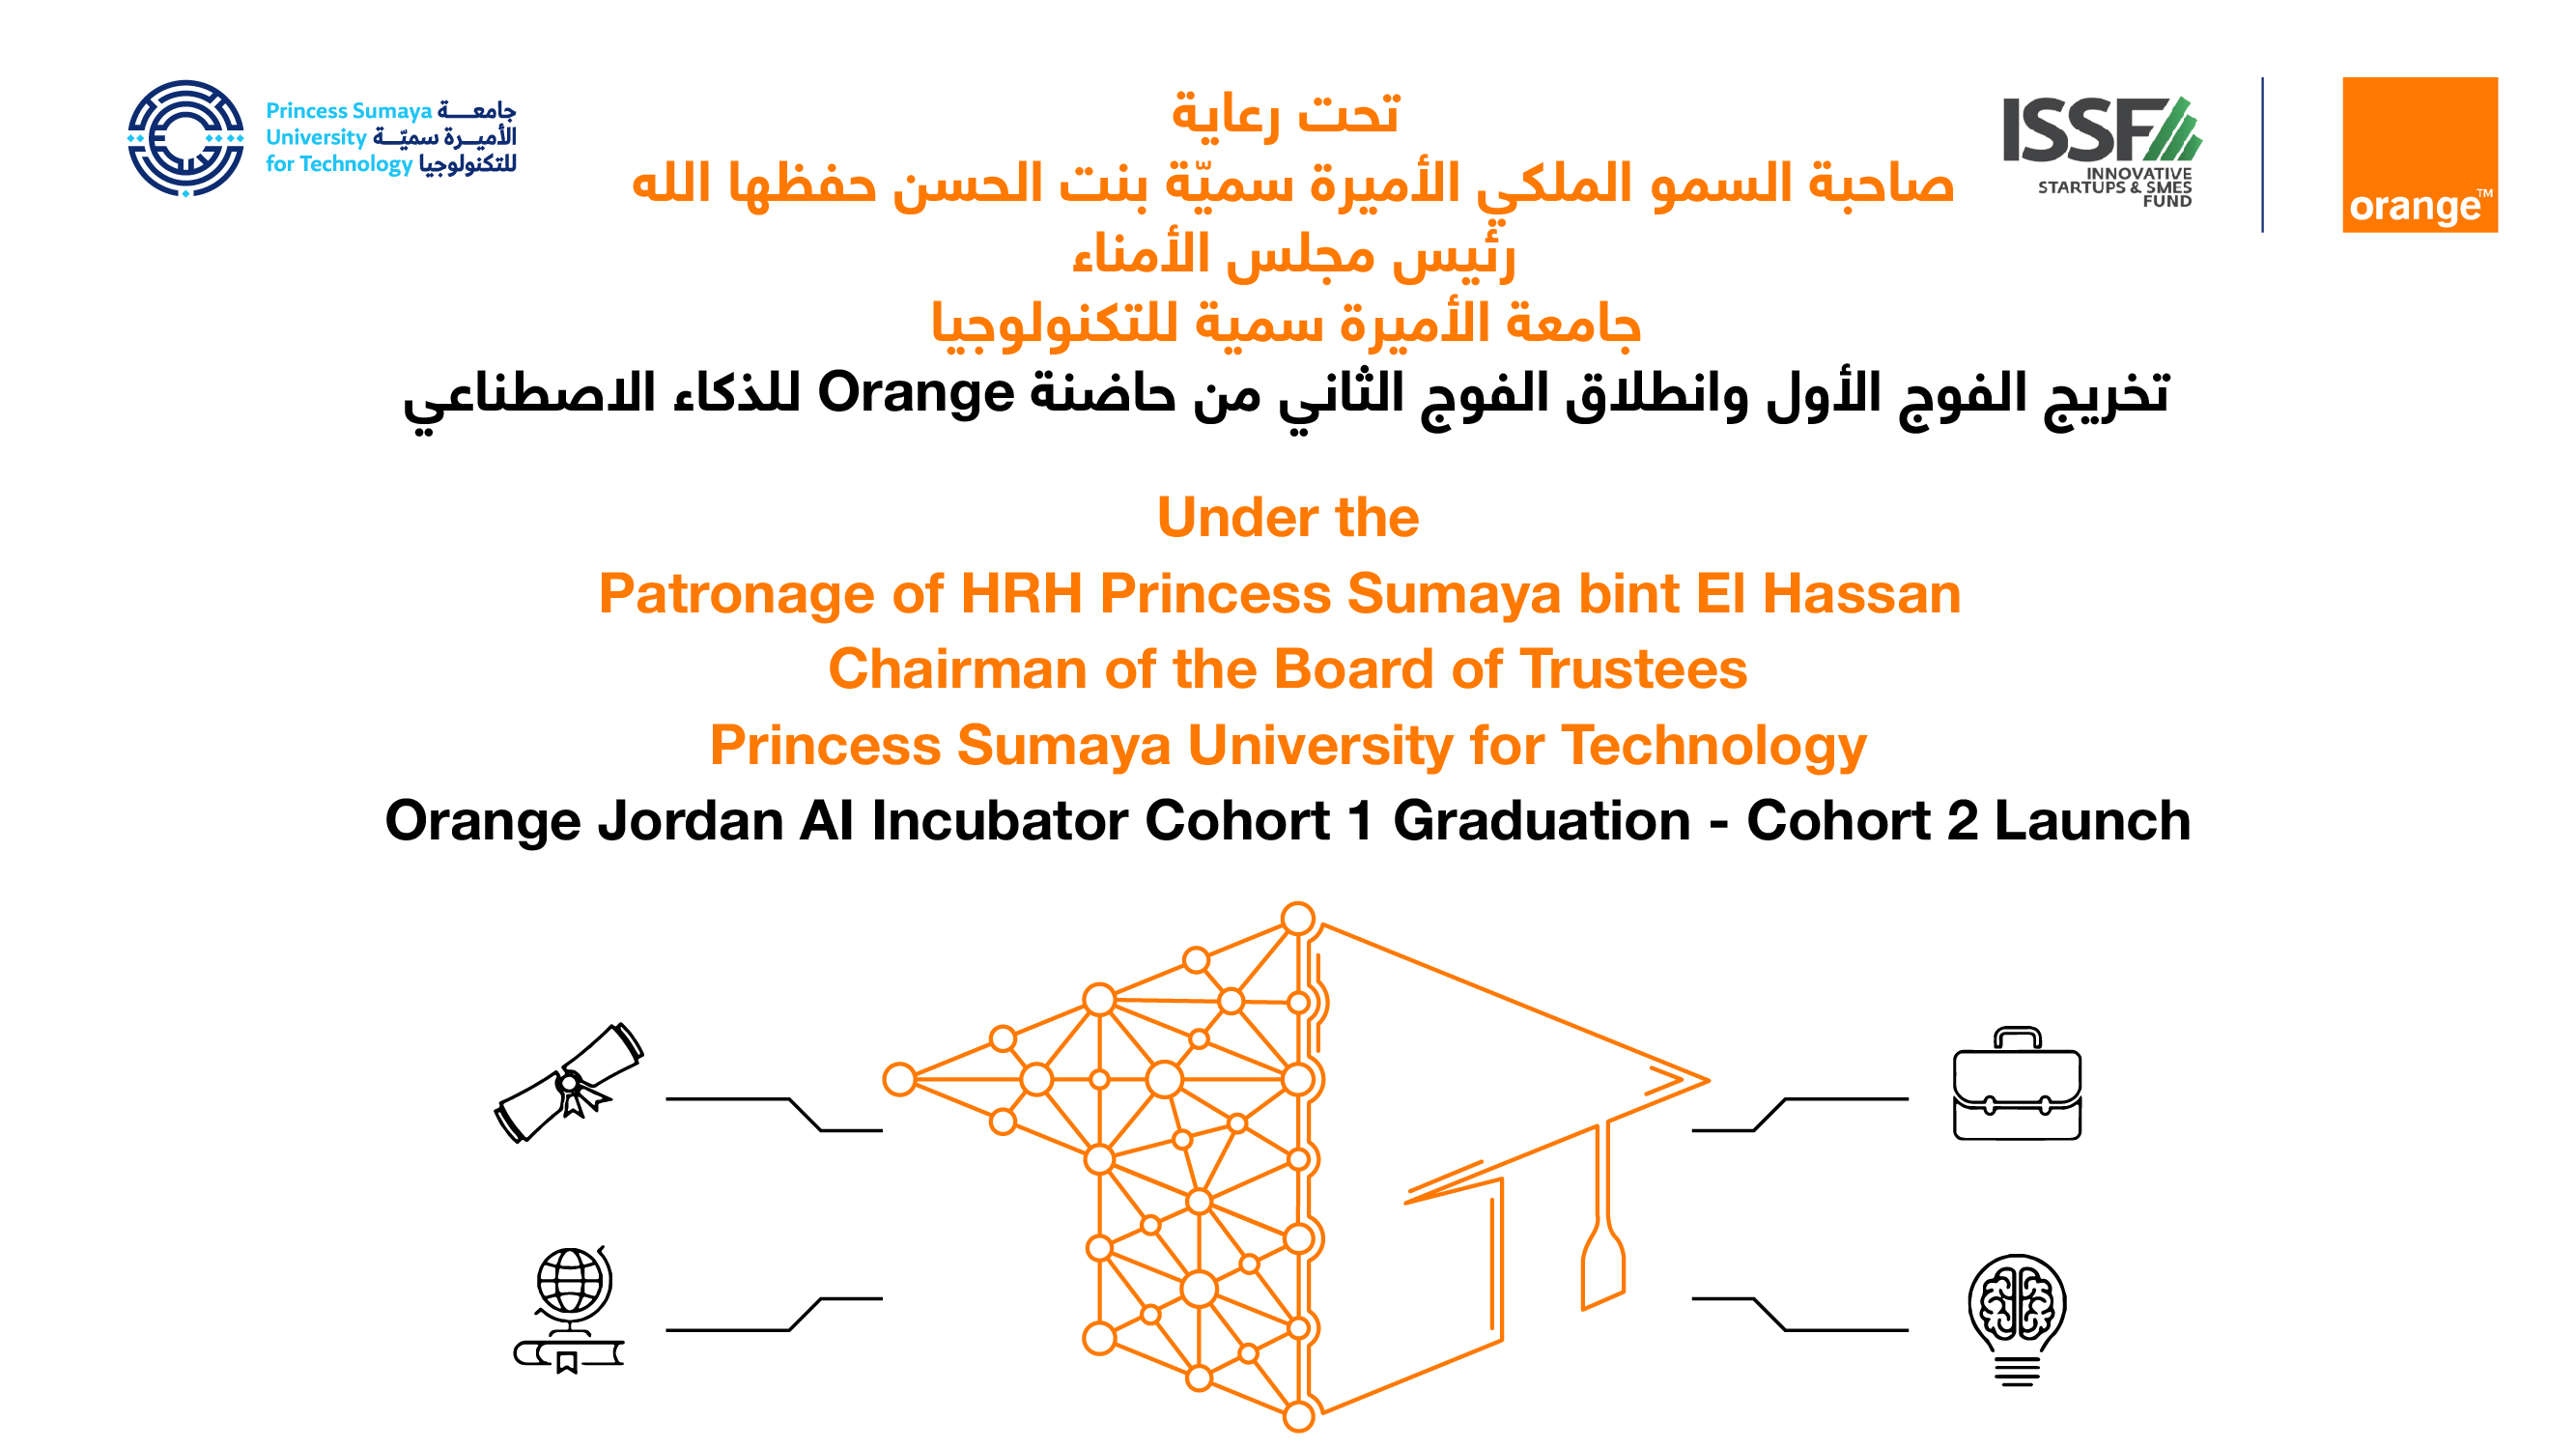 Princess Sumaya جامعـــــة
University الأميـــرة سميّـــة
for Technology للتكنولوجيا
ISSF
INNOVATIVE
STARTUPS & SMES
FUND
orange™
تحت رعاية
صاحبة السمو الملكي الأميرة سميّة بنت الحسن حفظها الله
رئيس مجلس الأمناء
جامعة الأميرة سمية للتكنولوجيا
تخريج الفوج الأول وانطلاق الفوج الثاني من حاضنة Orange للذكاء الاصطناعي
Under the
Patronage of HRH Princess Sumaya bint El Hassan
Chairman of the Board of Trustees
Princess Sumaya University for Technology
Orange Jordan AI Incubator Cohort 1 Graduation - Cohort 2 Launch